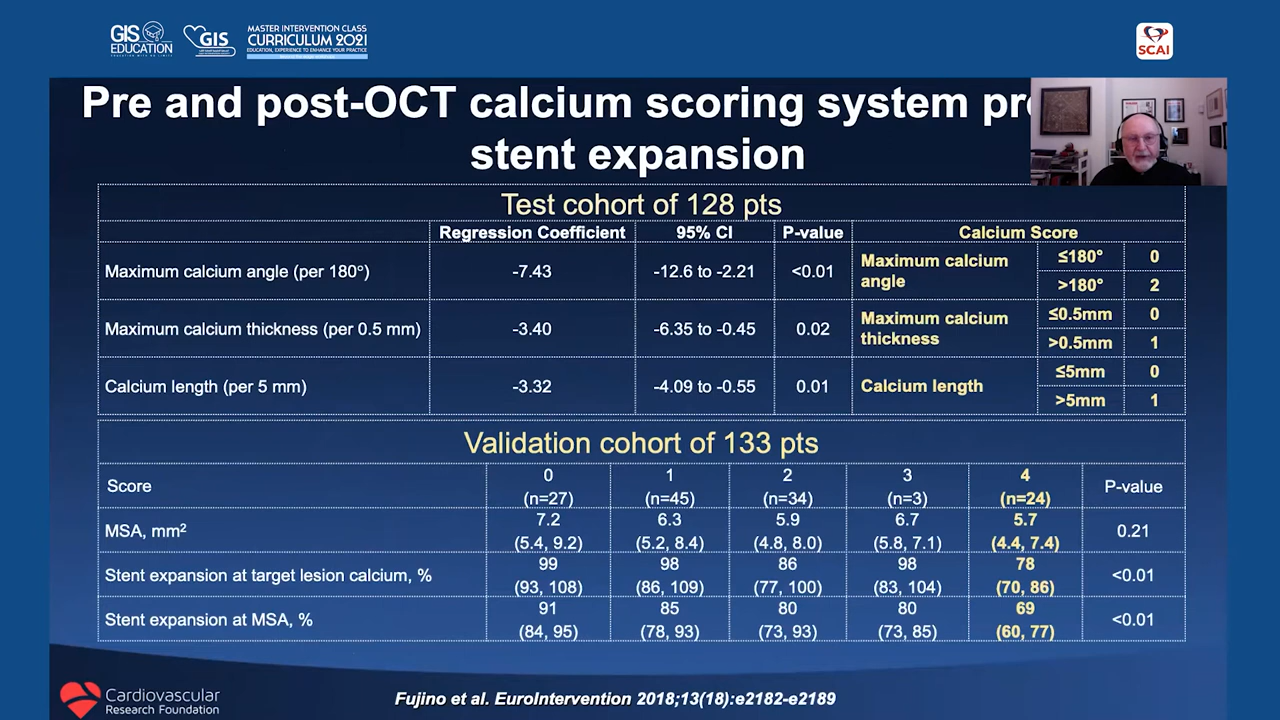 GIS
EDUCATION
GIS
MASTER INTERVENTION CLASS
CURRICULUM 2021
EDUCATION, EXPERIENCE TO ENHANCE YOUR PRACTICE
SCAI
Pre and post-OCT calcium scoring system
stent expansion
Test cohort of 128 pts
Regression Coefficient 95% CI P-value Calcium Score
Maximum calcium angle (per 180°) -7.43 -12.6 to -2.21 <0.01 Maximum calcium angle ≤180° 0
>180° 2
Maximum calcium thickness (per 0.5 mm) -3.40 -6.35 to -0.45 0.02 Maximum calcium thickness ≤0.5mm 0
>0.5mm 1
Calcium length (per 5 mm) -3.32 -4.09 to -0.55 0.01 Calcium length ≤5mm 0
>5mm 1
Validation cohort of 133 pts
Score 0 (n=27) 1 (n=45) 2 (n=34) 3 (n=3) 4 (n=24) P-value
MSA, mm² 7.2 (5.4, 9.2) 6.3 (5.2, 8.4) 5.9 (4.8, 8.0) 6.7 (5.8, 7.1) 5.7 (4.4, 7.4) 0.21
Stent expansion at target lesion calcium, % 99 (93, 108) 98 (86, 109) 86 (77, 100) 98 (83, 104) 78 (70, 86) <0.01
Stent expansion at MSA, % 91 (84, 95) 85 (78, 93) 80 (73, 93) 80 (73, 85) 69 (60, 77) <0.01
Cardiovascular
Research Foundation
Fujino et al. EuroIntervention 2018;13(18):e2182-e2189